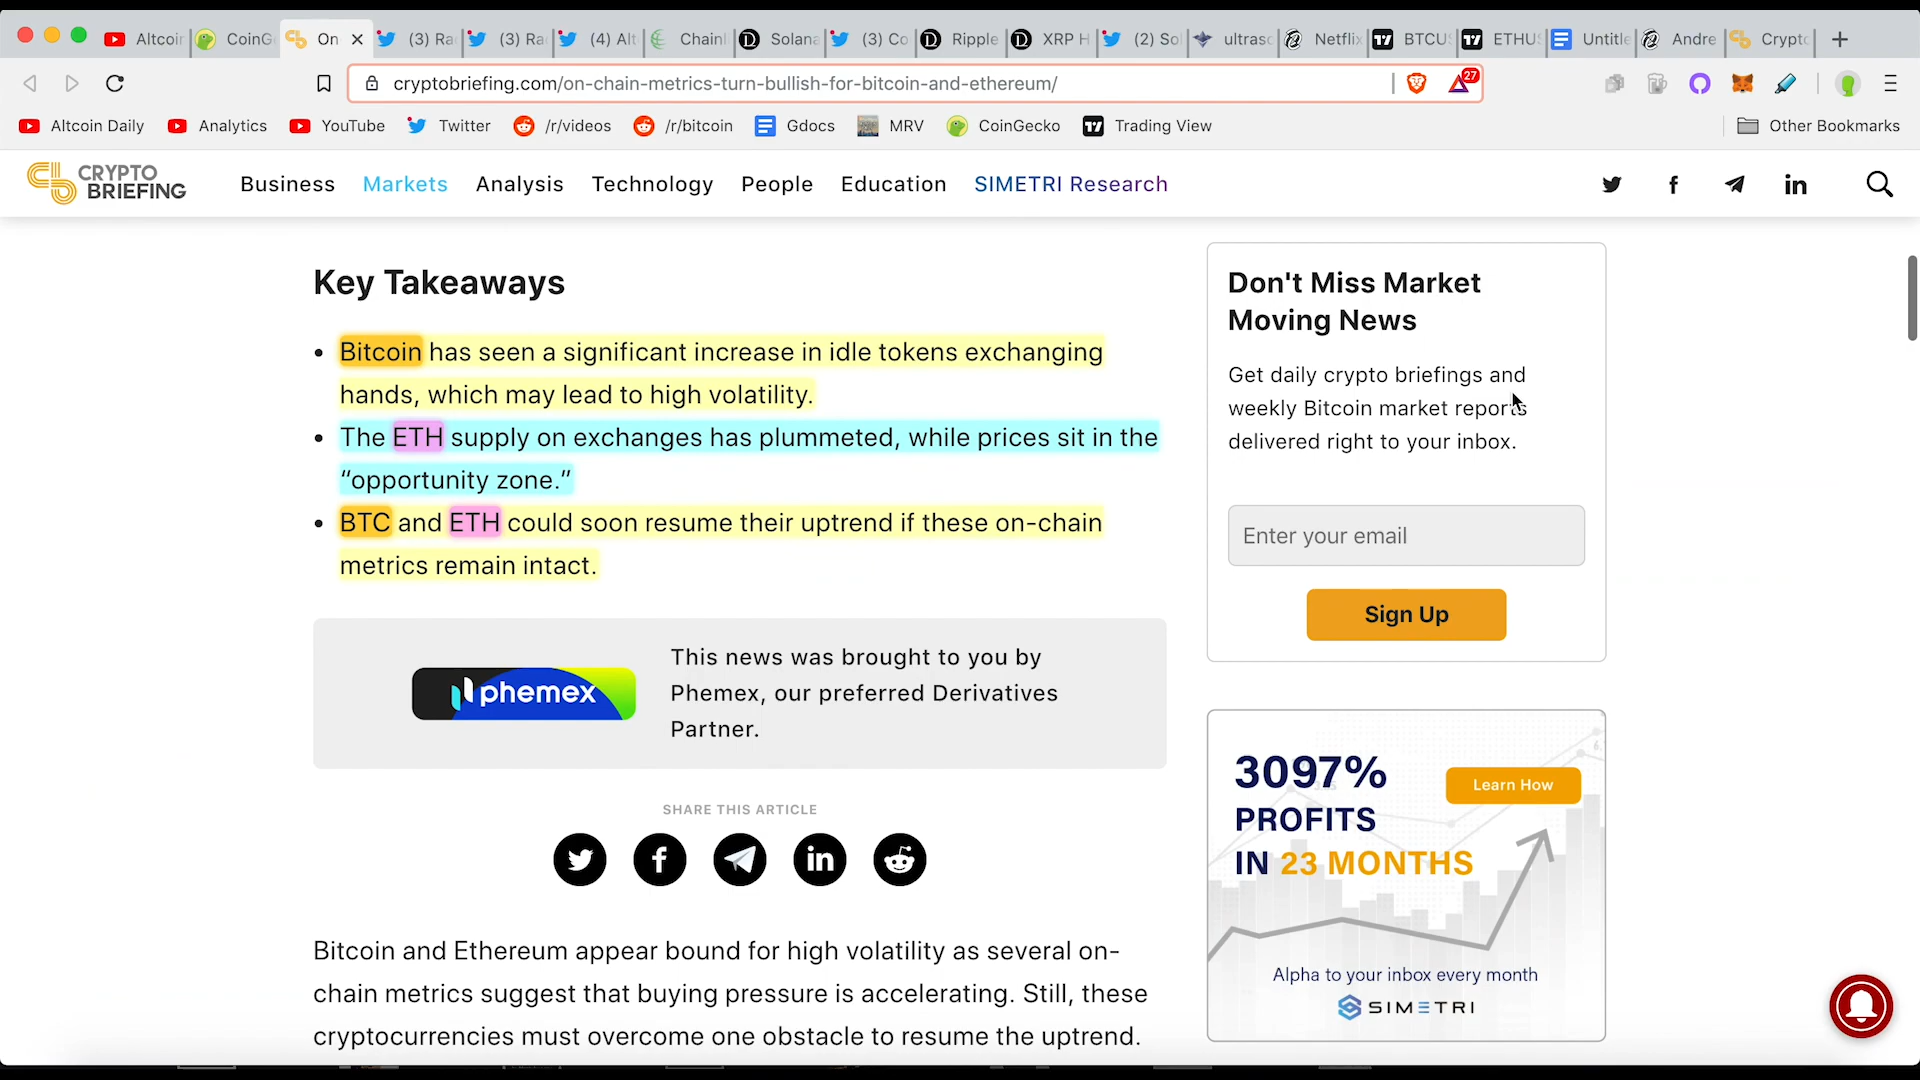 Altcoin
CoinG
On
(3) Ra
(3) Ra
(4) Alt
Chainl
Solana
(3) Co
Ripple
XRP H
(2) Sol
ultraso
Netflix
BTCUS
ETHUS
Untitle
Andre
Crypto
cryptobriefing.com/on-chain-metrics-turn-bullish-for-bitcoin-and-ethereum/
27
Altcoin Daily
Analytics
YouTube
Twitter
/r/videos
/r/bitcoin
Gdocs
MRV
CoinGecko
Trading View
Other Bookmarks
CRYPTO
BRIEFING
Business
Markets
Analysis
Technology
People
Education
SIMETRI Research
Key Takeaways
• Bitcoin has seen a significant increase in idle tokens exchanging
hands, which may lead to high volatility.
• The ETH supply on exchanges has plummeted, while prices sit in the
“opportunity zone.”
• BTC and ETH could soon resume their uptrend if these on-chain
metrics remain intact.
phemex
This news was brought to you by
Phemex, our preferred Derivatives
Partner.
SHARE THIS ARTICLE
Bitcoin and Ethereum appear bound for high volatility as several on-
chain metrics suggest that buying pressure is accelerating. Still, these
cryptocurrencies must overcome one obstacle to resume the uptrend.
Don't Miss Market
Moving News
Get daily crypto briefings and
weekly Bitcoin market reports
delivered right to your inbox.
Enter your email
Sign Up
3097%
PROFITS
IN 23 MONTHS
Learn How
Alpha to your inbox every month
SIMETRI